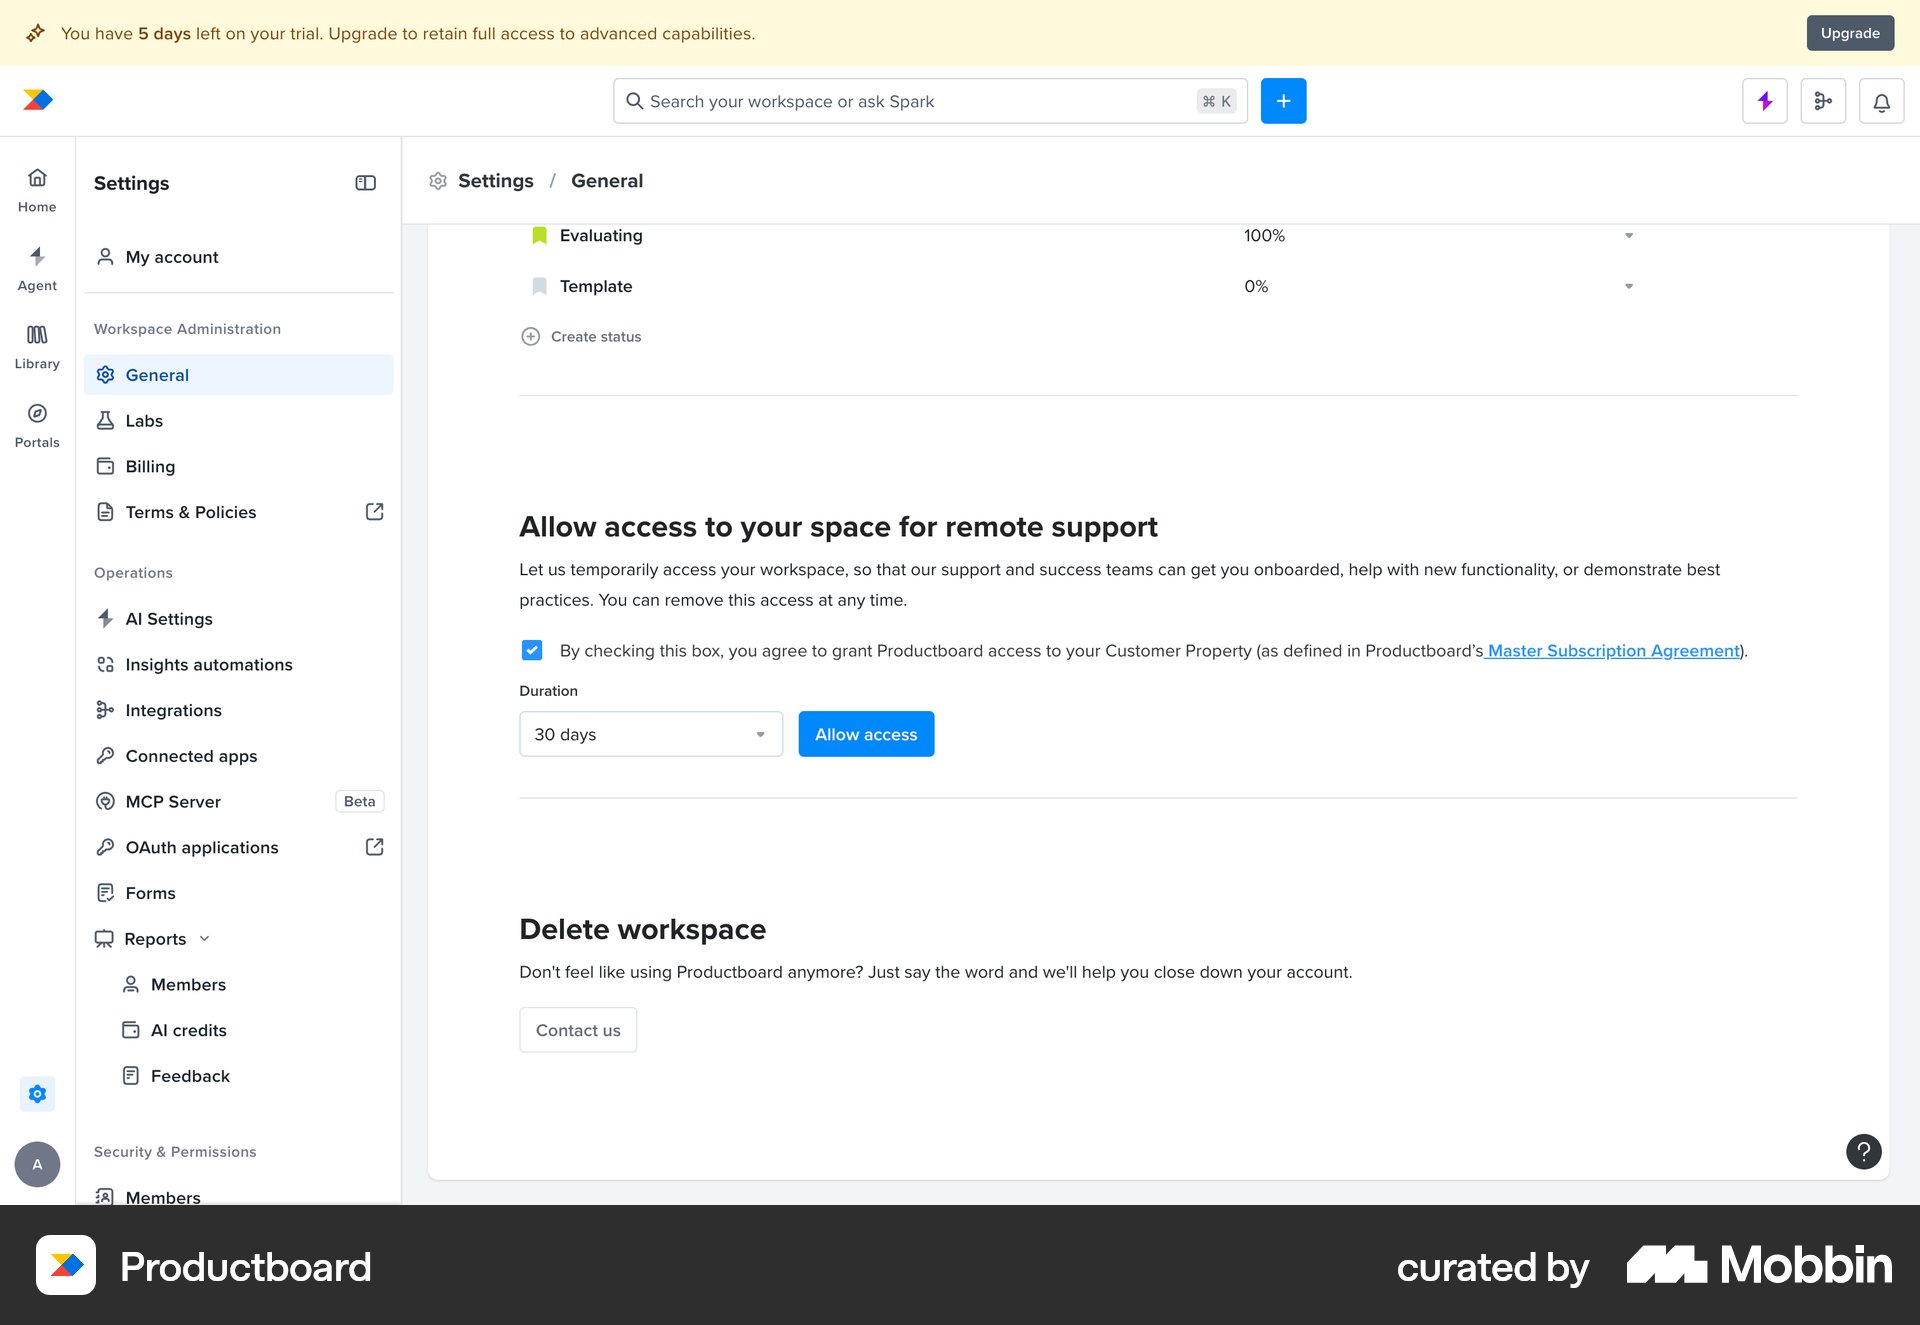 You have 5 days left on your trial. Upgrade to retain full access to advanced capabilities.
Upgrade
Search your workspace or ask Spark
⌘ K
Home
Agent
Library
Portals
A
Settings
My account
Workspace Administration
General
Labs
Billing
Terms & Policies
Operations
AI Settings
Insights automations
Integrations
Connected apps
MCP Server
Beta
OAuth applications
Forms
Reports
Members
AI credits
Feedback
Security & Permissions
Members
Settings / General
Evaluating
100%
Template
0%
Create status
Allow access to your space for remote support
Let us temporarily access your workspace, so that our support and success teams can get you onboarded, help with new functionality, or demonstrate best
practices. You can remove this access at any time.
By checking this box, you agree to grant Productboard access to your Customer Property (as defined in Productboard’s Master Subscription Agreement).
Duration
30 days
Allow access
Delete workspace
Don't feel like using Productboard anymore? Just say the word and we'll help you close down your account.
Contact us
?
Productboard
curated by
Mobbin